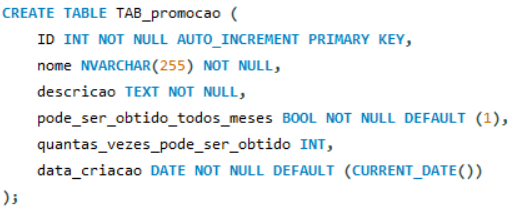 CREATE TABLE TAB_promocao (
ID INT NOT NULL AUTO_INCREMENT PRIMARY KEY,
nome NVARCHAR(255) NOT NULL,
descricao TEXT NOT NULL,
pode_ser_obtido_todos_meses BOOL NOT NULL DEFAULT (1),
quantas_vezes_pode_ser_obtido INT,
data_criacao DATE NOT NULL DEFAULT (CURRENT_DATE())
);